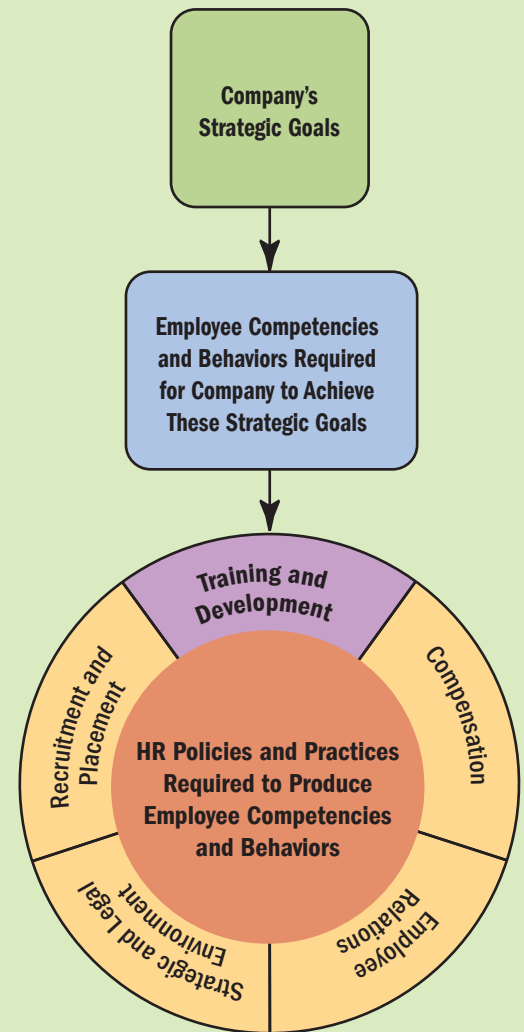 Company's
Strategic Goals
Employee Competencies
and Behaviors Required
for Company to Achieve
These Strategic Goals
Training and
Development
Recruitment and
Placement
Compensation
HR Policies and Practices
Required to Produce
Employee Competencies
and Behaviors
Strategic and Legal
Environment
Employee
Relations